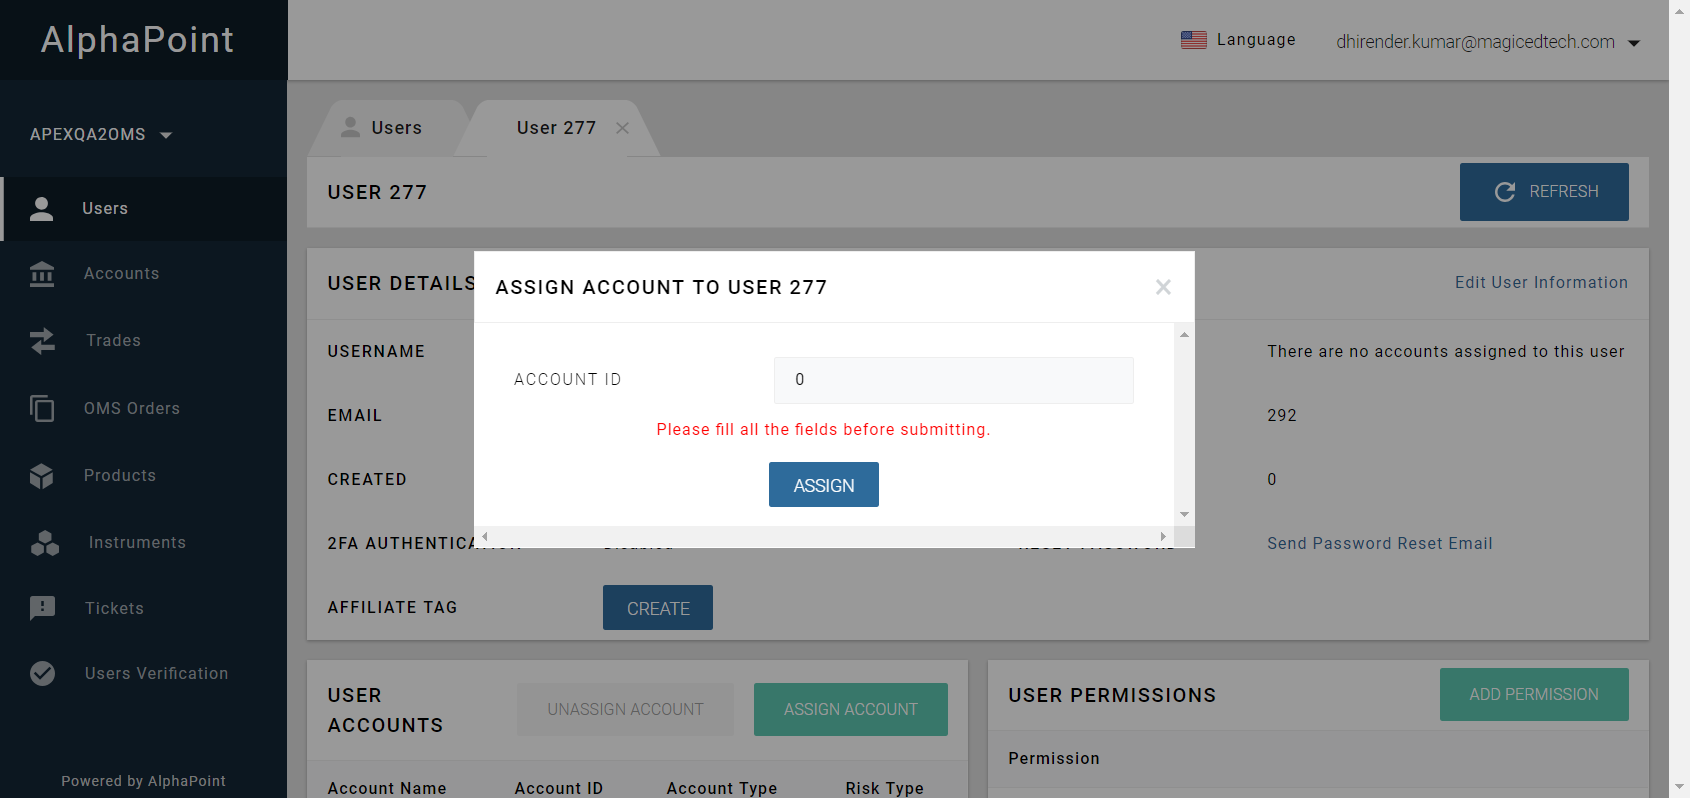 AlphaPoint
Language
dhirender.kumar@magicedtech.com
APEXQA2OMS
Users
Accounts
Trades
OMS Orders
Products
Instruments
Tickets
Users Verification
Powered by AlphaPoint
Users
User 277
USER 277
REFRESH
USER DETAILS
Edit User Information
ASSIGN ACCOUNT TO USER 277
ACCOUNT ID
0
Please fill all the fields before submitting.
ASSIGN
USERNAME
There are no accounts assigned to this user
EMAIL
292
CREATED
0
2FA AUTHENTICATION
Disabled
RESET PASSWORD
Send Password Reset Email
AFFILIATE TAG
CREATE
USER
ACCOUNTS
UNASSIGN ACCOUNT
ASSIGN ACCOUNT
Account Name
Account ID
Account Type
Risk Type
USER PERMISSIONS
ADD PERMISSION
Permission